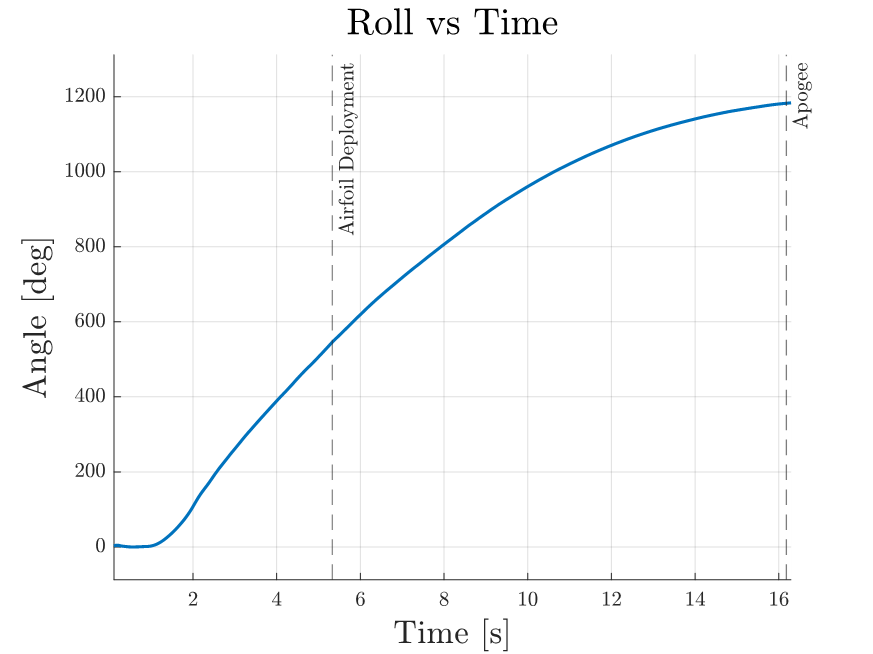 Roll vs Time
Angle [deg]
1200
1000
800
600
400
200
0
Airfoil Deployment
Apogee
2 4 6 8 10 12 14 16
Time [s]